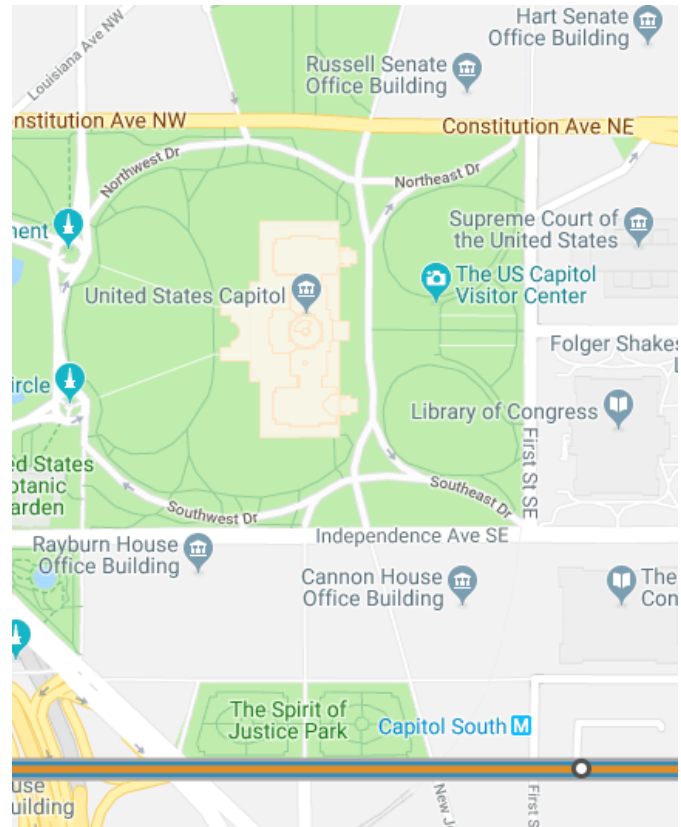 Hart Senate
Office Building
Louisiana Ave NW
Russell Senate
Office Building
nstitution Ave NW
Constitution Ave NE
Northwest Dr
Northeast Dr
ment
Supreme Court of
the United States
United States Capitol
The US Capitol
Visitor Center
Folger Shakes
L
ircle
Library of Congress
First St SE
ed States
otanic
arden
Southwest Dr
Southeast Dr
Independence Ave SE
Rayburn House
Office Building
Cannon House
Office Building
The
Con
The Spirit of
Justice Park
Capitol South M
use
uilding
New J
First S